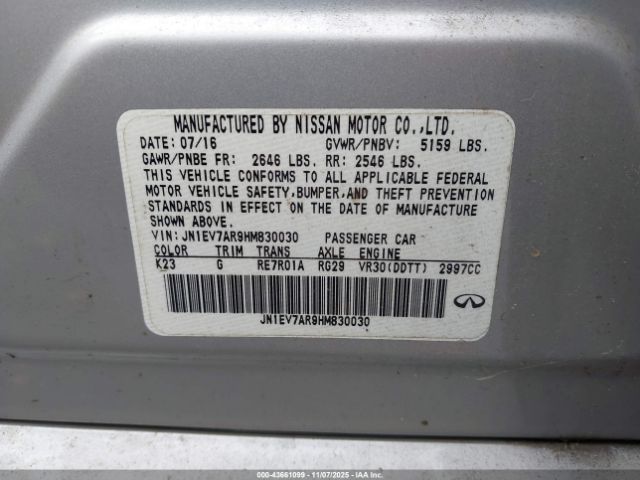 MANUFACTURED BY NISSAN MOTOR CO.,LTD.
DATE: 07/16 GVWR/PNBV: 5159 LBS.
GAWR/PNBE FR: 2646 LBS. RR: 2546 LBS.
THIS VEHICLE CONFORMS TO ALL APPLICABLE FEDERAL
MOTOR VEHICLE SAFETY,BUMPER,AND THEFT PREVENTION
STANDARDS IN EFFECT ON THE DATE OF MANUFACTURE
SHOWN ABOVE.
VIN: JN1EV7AR9HM830030 PASSENGER CAR
COLOR TRIM TRANS AXLE ENGINE
K23 G RE7R01A RG29 VR30(DDTT) 2997CC
JN1EV7AR9HM830030
000-43661099 11/07/2025 IAAHQ